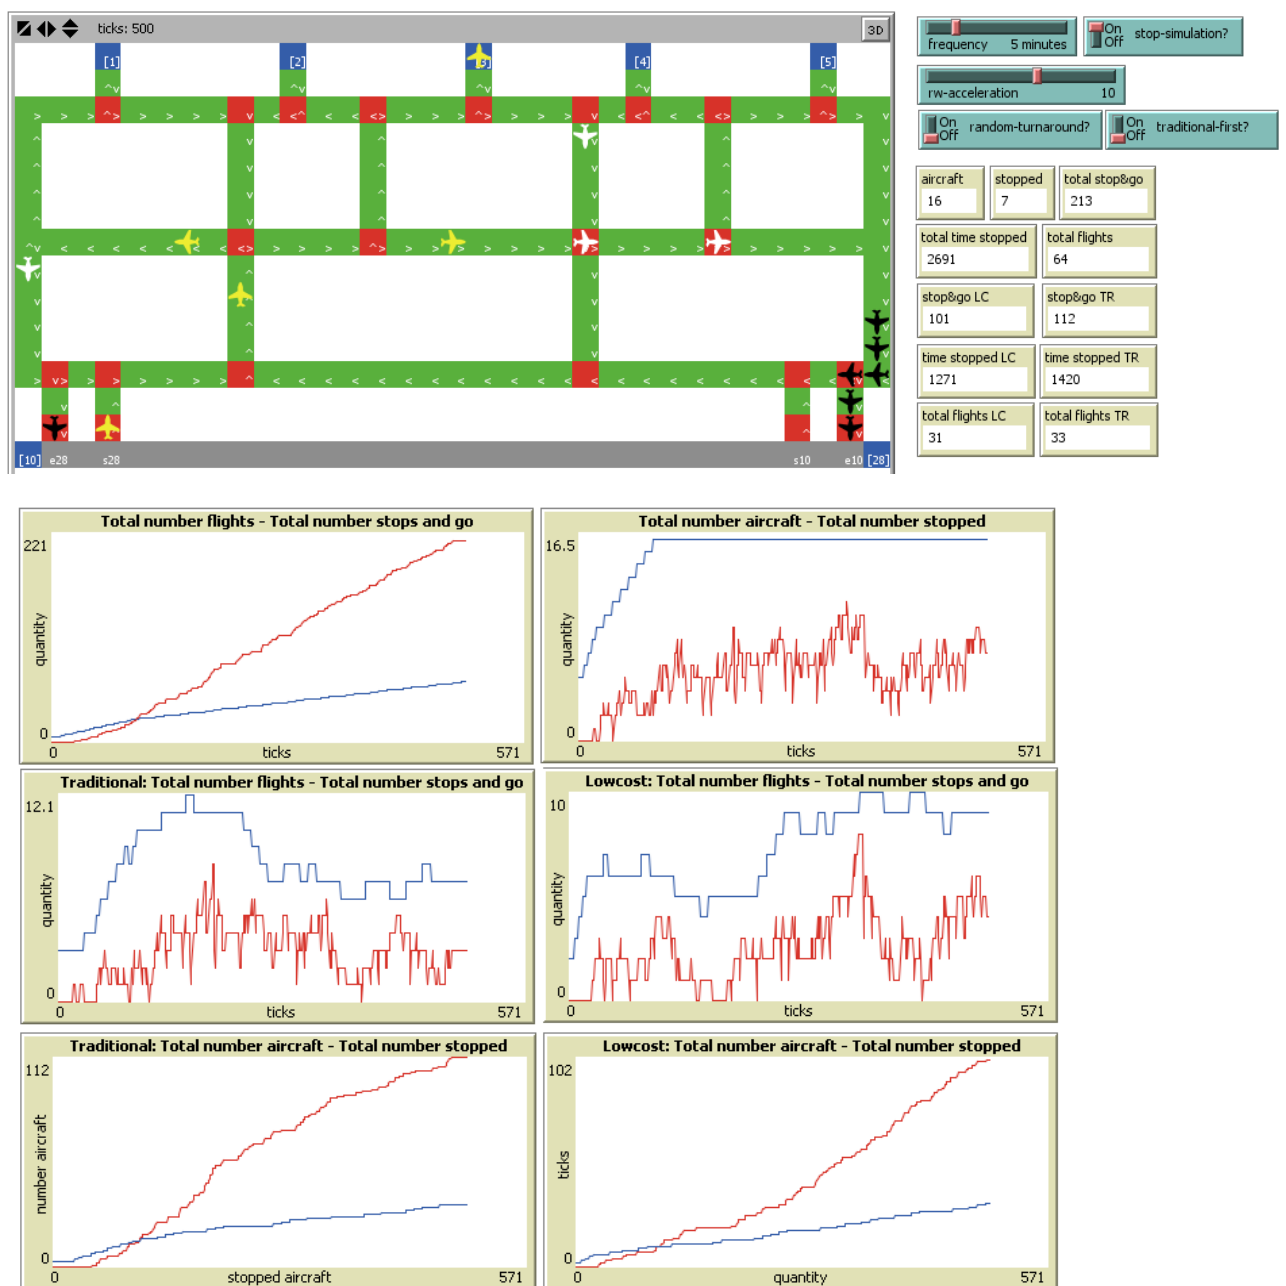 ticks: 500
3D
[1] [2] [4] [5]
[10] e28 s28 s10 e10 [28]
frequency 5 minutes
On
Off
stop-simulation?
rw-acceleration 10
On
Off
random-turnaround?
On
Off
traditional-first?
aircraft
16
stopped
7
total stop&go
213
total time stopped
2691
total flights
64
stop&go LC
101
stop&go TR
112
time stopped LC
1271
time stopped TR
1420
total flights LC
31
total flights TR
33
Total number flights - Total number stops and go
221
quantity
0
0 ticks 571
Total number aircraft - Total number stopped
16.5
quantity
0
0 ticks 571
Traditional: Total number flights - Total number stops and go
12.1
quantity
0
0 ticks 571
Lowcost: Total number flights - Total number stops and go
10
quantity
0
0 ticks 571
Traditional: Total number aircraft - Total number stopped
112
number aircraft
0
0 stopped aircraft 571
Lowcost: Total number aircraft - Total number stopped
102
ticks
0
0 quantity 571